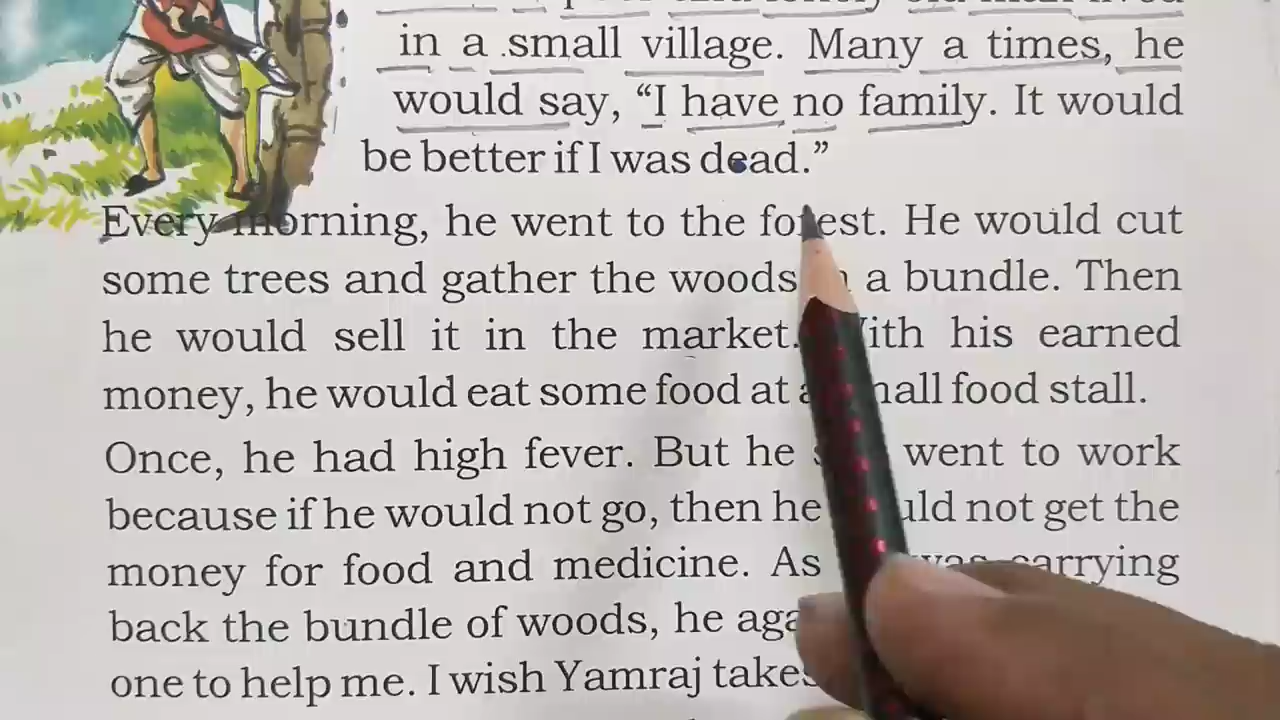 old man lived
in a small village. Many a times, he
would say, “I have no family. It would
be better if I was dead.”
Every morning, he went to the forest. He would cut
some trees and gather the woods a bundle. Then
he would sell it in the market. With his earned
money, he would eat some food at a small food stall.
Once, he had high fever. But he went to work
because if he would not go, then he not get the
money for food and medicine. As was carrying
back the bundle of woods, he
one to help me. I wish Yamraj takes